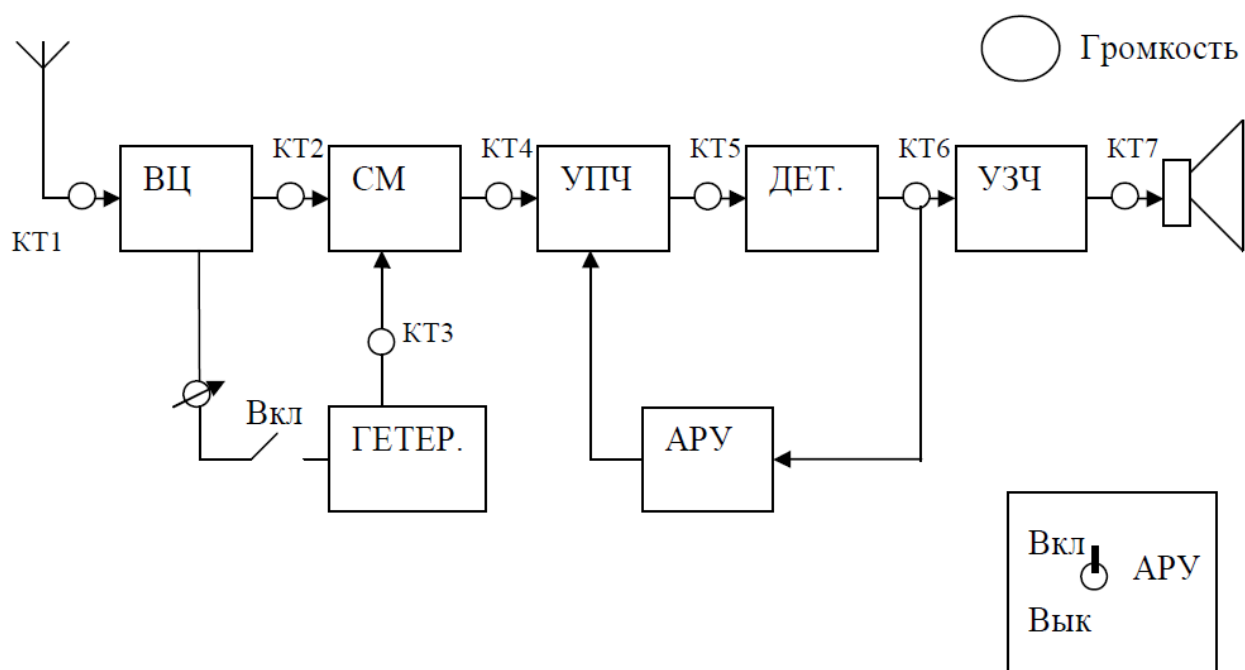 Громкость
КТ2
КТ4
КТ5
КТ6
КТ7
ВЦ
СМ
УПЧ
ДЕТ.
УЗЧ
КТ1
КТ3
Вкл
ГЕТЕР.
АРУ
Вкл
АРУ
Вык